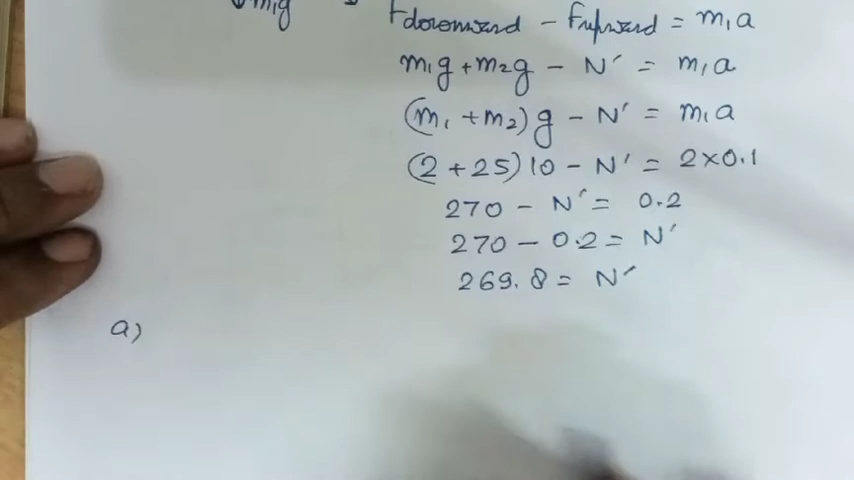 m₁g
Fdownward - Fupward = m₁a
m₁g + m₂g - N′ = m₁a
(m₁ + m₂) g - N′ = m₁a
(2 + 25) 10 - N′ = 2 × 0.1
270 - N′ = 0.2
270 - 0.2 = N′
269.8 = N′
a)